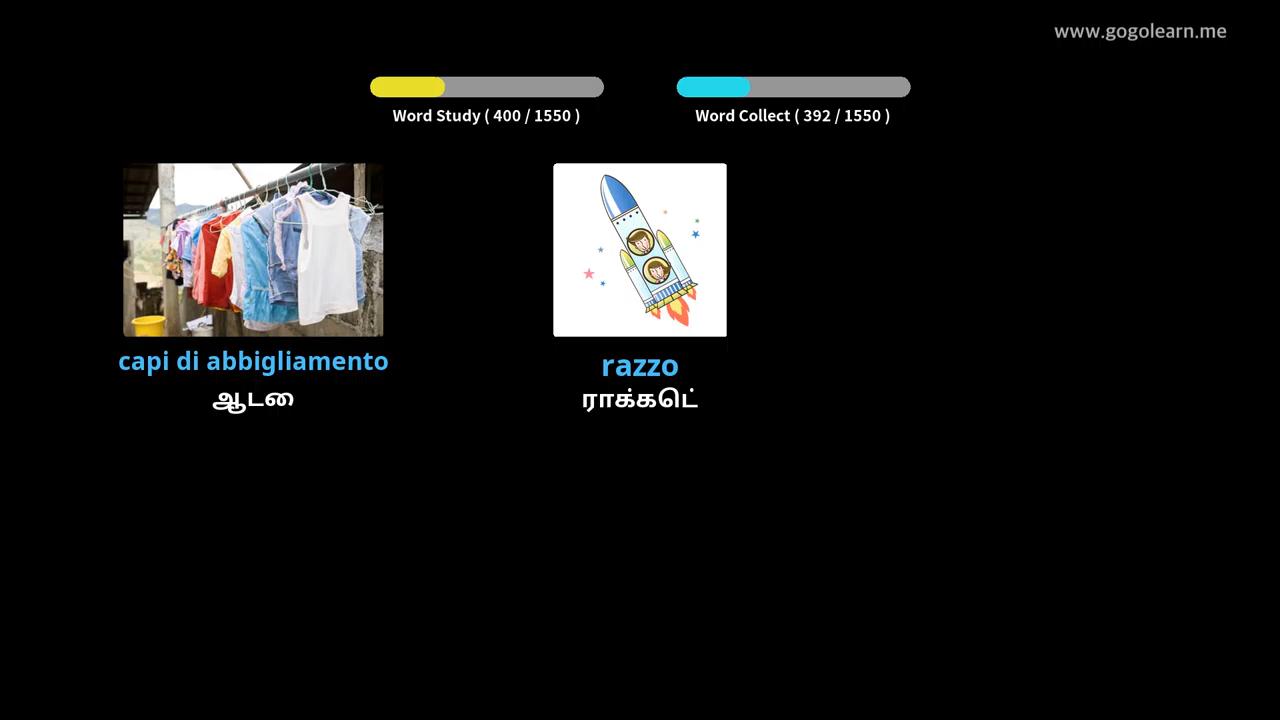 www.gogolearn.me
Word Study ( 400 / 1550 )
Word Collect ( 392 / 1550 )
capi di abbigliamento
ஆடை
razzo
ராக்கெட்